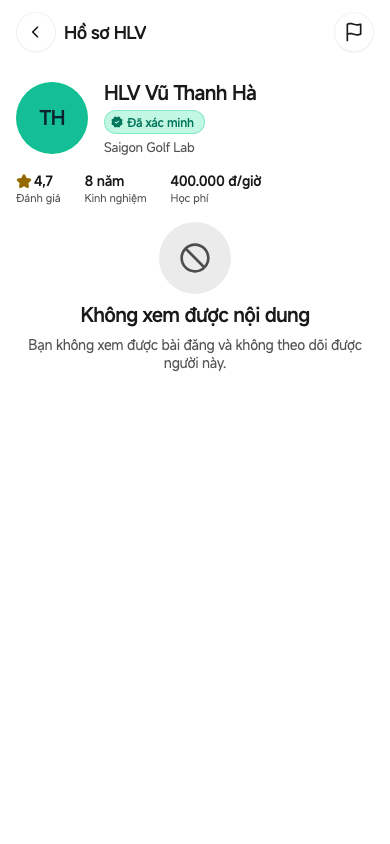 Hồ sơ HLV
TH
HLV Vũ Thanh Hà
Đã xác minh
Saigon Golf Lab
4,7
Đánh giá
8 năm
Kinh nghiệm
400.000 đ/giờ
Học phí
Không xem được nội dung
Bạn không xem được bài đăng và không theo dõi được
người này.